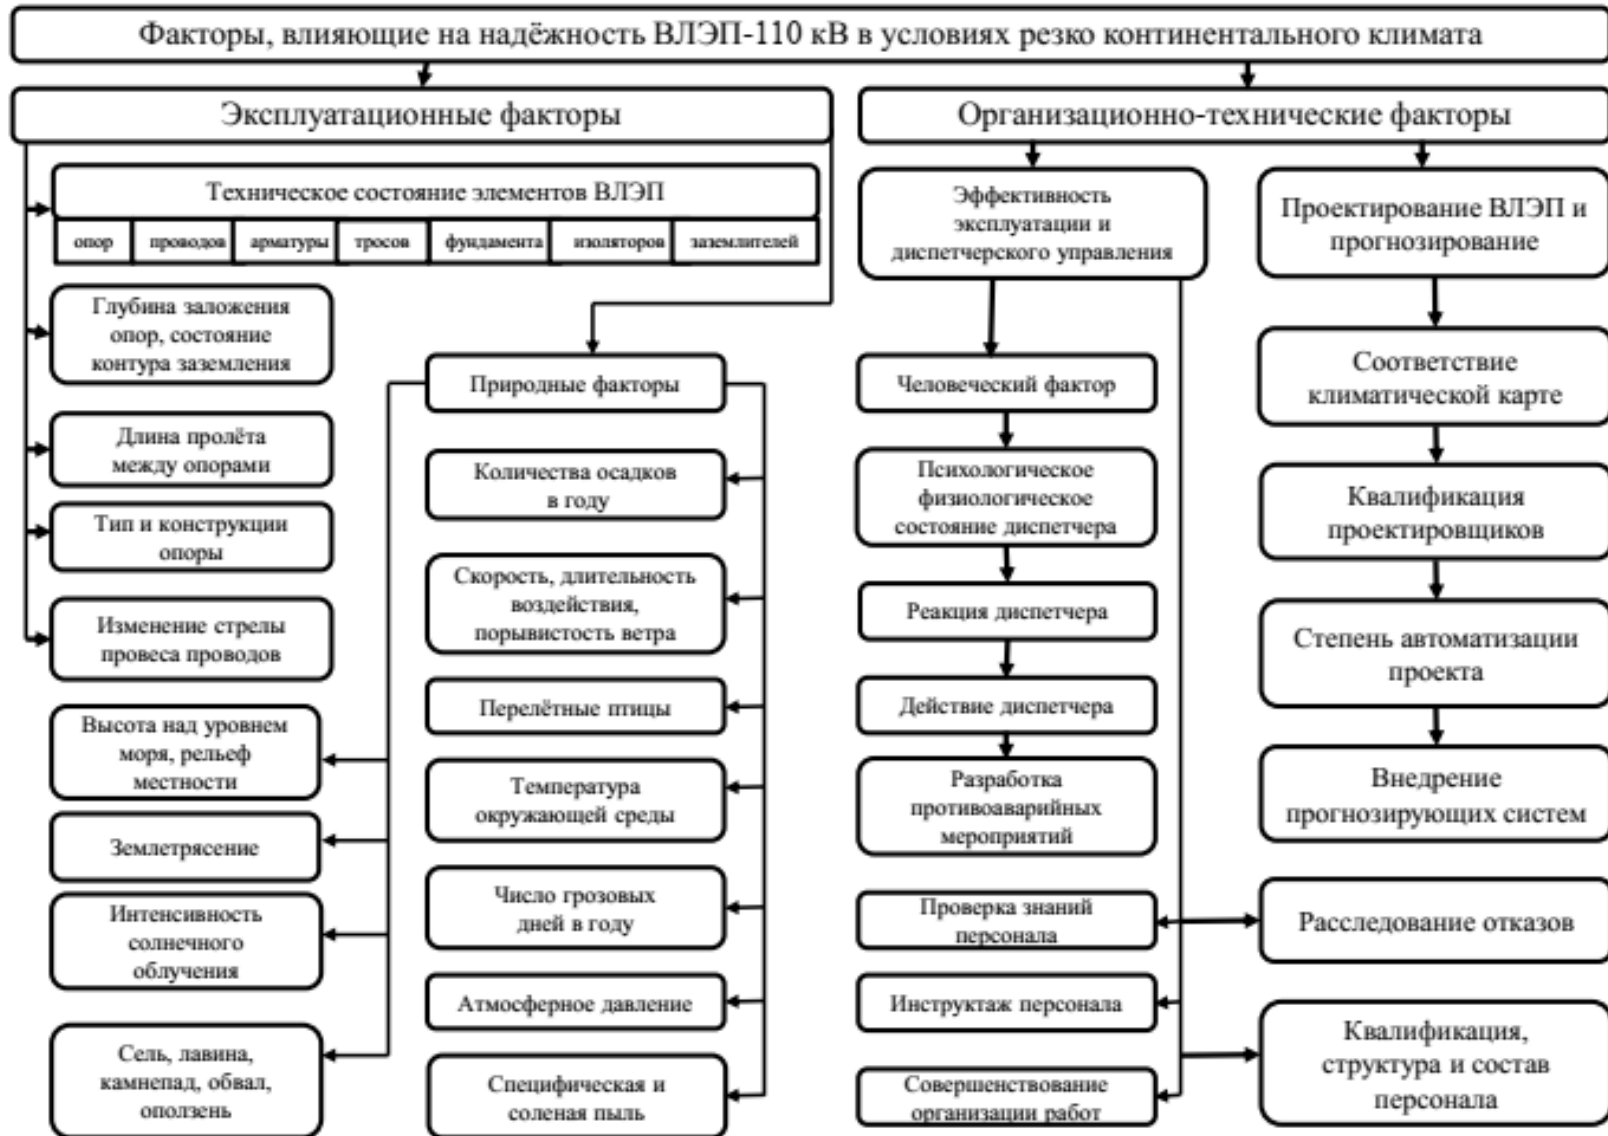 Факторы, влияющие на надёжность ВЛЭП-110 кВ в условиях резко континентального климата
Эксплуатационные факторы
Техническое состояние элементов ВЛЭП
опор проводов арматуры тросов фундамента изоляторов заземлителей
Глубина заложения
опор, состояние
контура заземления
Длина пролёта
между опорами
Тип и конструкции
опоры
Изменение стрелы
провеса проводов
Природные факторы
Высота над уровнем
моря, рельеф
местности
Землетрясение
Интенсивность
солнечного
облучения
Сель, лавина,
камнепад, обвал,
оползень
Количества осадков
в году
Скорость, длительность
воздействия,
порывистость ветра
Перелётные птицы
Температура
окружающей среды
Число грозовых
дней в году
Атмосферное давление
Специфическая и
соленая пыль
Организационно-технические факторы
Эффективность
эксплуатации и
диспетчерского управления
Человеческий фактор
Психологическое
физиологическое
состояние диспетчера
Реакция диспетчера
Действие диспетчера
Разработка
противоаварийных
мероприятий
Проверка знаний
персонала
Инструктаж персонала
Совершенствование
организации работ
Проектирование ВЛЭП и
прогнозирование
Соответствие
климатической карте
Квалификация
проектировщиков
Степень автоматизации
проекта
Внедрение
прогнозирующих систем
Расследование отказов
Квалификация,
структура и состав
персонала